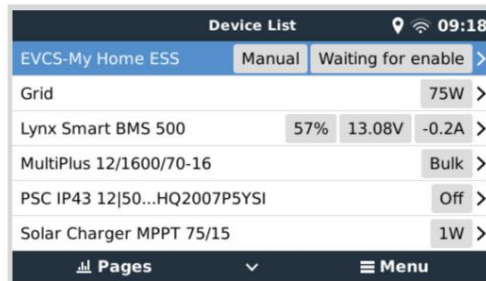 Device List 09:18
EVCS-My Home ESS Manual Waiting for enable
Grid 75W
Lynx Smart BMS 500 57% 13.08V -0.2A
MultiPlus 12/1600/70-16 Bulk
PSC IP43 12|50...HQ2007P5YSI Off
Solar Charger MPPT 75/15 1W
Pages Menu